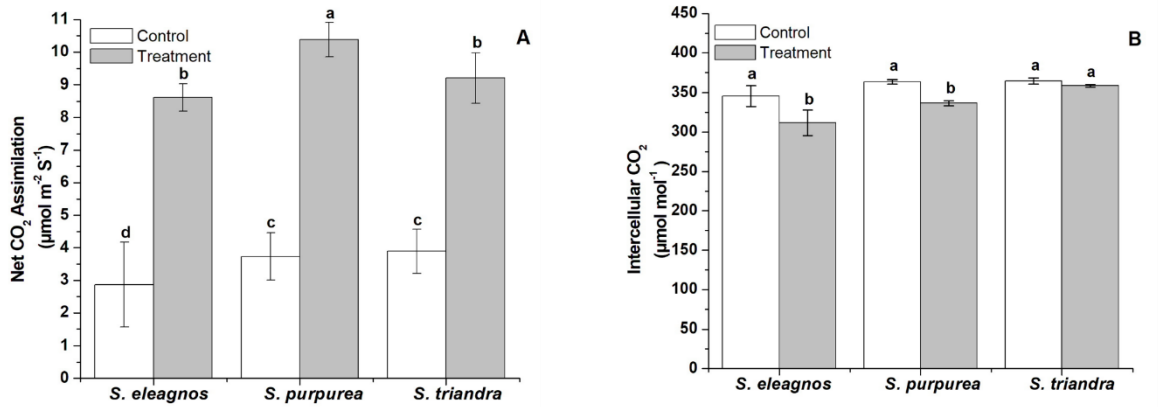 A
Control
Treatment
d
b
c
a
c
b
Net CO₂ Assimilation
(µmol m⁻² S⁻¹)
11
10
9
8
7
6
5
4
3
2
1
0
S. eleagnos
S. purpurea
S. triandra
B
Control
Treatment
a
b
a
b
a
a
Intercellular CO₂
(µmol mol⁻¹)
450
400
350
300
250
200
150
100
50
0
S. eleagnos
S. purpurea
S. triandra